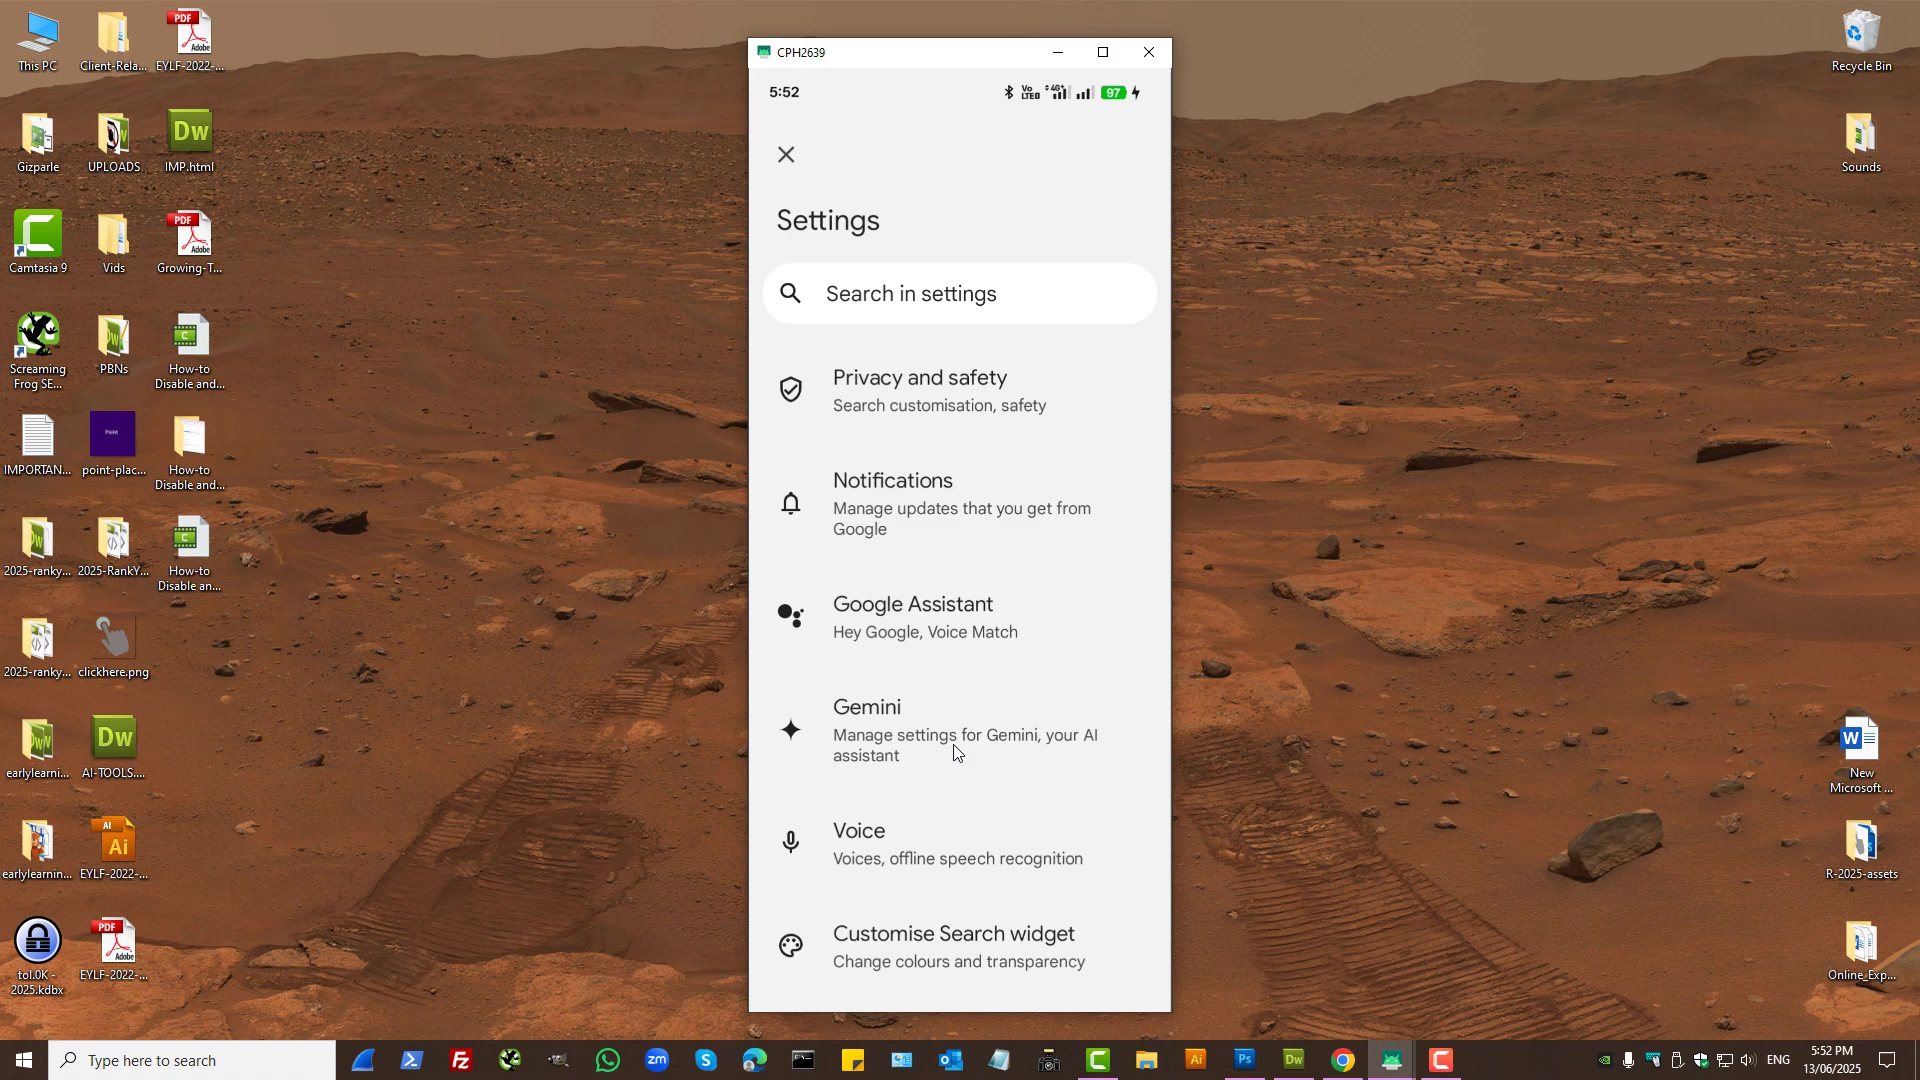 This PC
Client-Rela...
EYLF-2022-...
Gizparle
UPLOADS
IMP.html
Camtasia 9
Vids
Growing-T...
Screaming
Frog SE...
PBNs
How-to
Disable and...
IMPORTAN...
point-plac...
How-to
Disable and...
2025-ranky...
2025-RankY...
How-to
Disable an...
2025-ranky...
clickhere.png
earlylearni...
AI-TOOLS....
earlylearnin...
EYLF-2022-...
tol.0K -
2025.kdbx
EYLF-2022-...
CPH2639
5:52
Vo
LTE
4G+
97
Settings
Search in settings
Privacy and safety
Search customisation, safety
Notifications
Manage updates that you get from
Google
Google Assistant
Hey Google, Voice Match
Gemini
Manage settings for Gemini, your AI
assistant
Voice
Voices, offline speech recognition
Customise Search widget
Change colours and transparency
Recycle Bin
Sounds
New
Microsoft ...
R-2025-assets
Online_Exp...
Type here to search
ENG
5:52 PM
13/06/2025